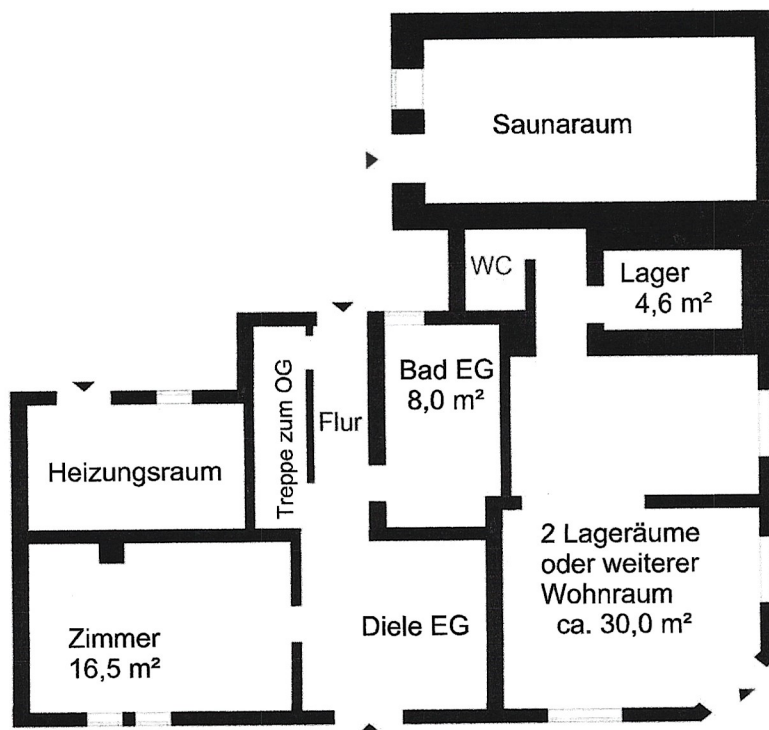 Saunaraum
WC
Lager
4,6 m²
Bad EG
8,0 m²
Treppe zum OG
Flur
Heizungsraum
2 Lageräume
oder weiterer
Wohnraum
ca. 30,0 m²
Zimmer
16,5 m²
Diele EG